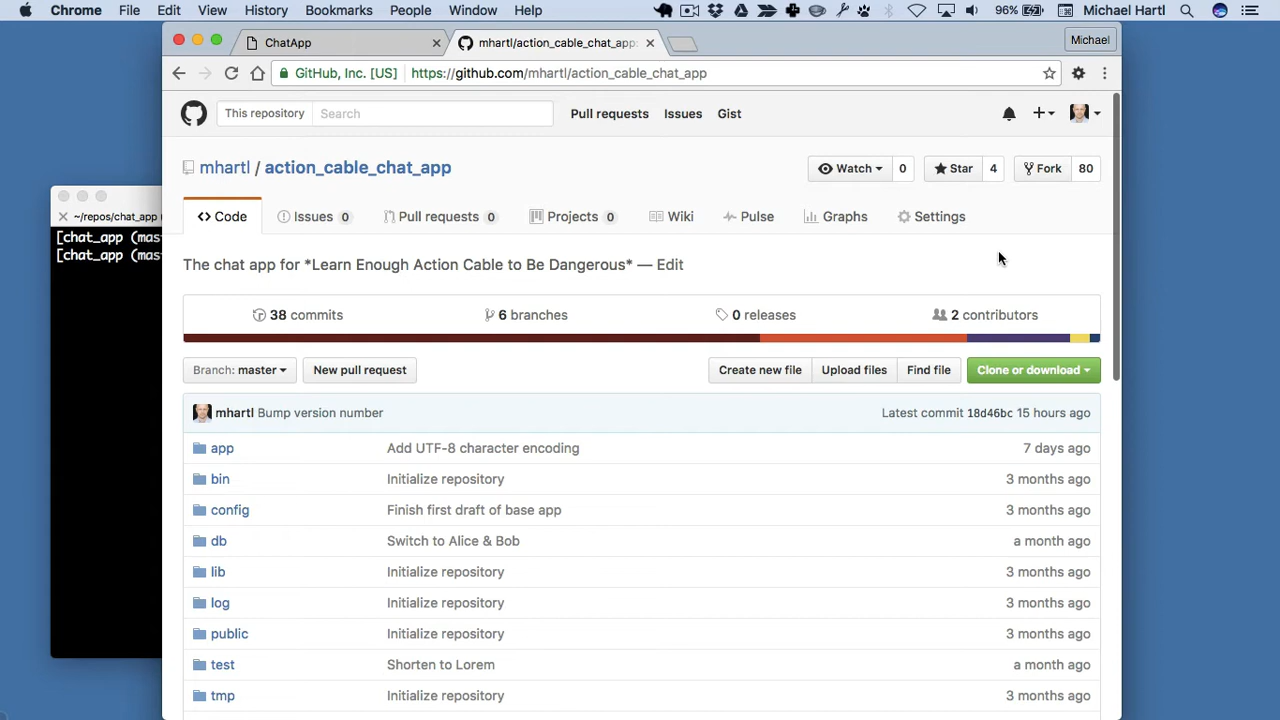 Chrome File Edit View History Bookmarks People Window Help 96% Michael Hartl
ChatApp mhartl/action_cable_chat_app: Michael
GitHub, Inc. [US] https://github.com/mhartl/action_cable_chat_app
This repository Search Pull requests Issues Gist
mhartl / action_cable_chat_app Watch 0 Star 4 Fork 80
~/repos/chat_app
Code Issues 0 Pull requests 0 Projects 0 Wiki Pulse Graphs Settings
[chat_app (mas
[chat_app (mas
The chat app for *Learn Enough Action Cable to Be Dangerous* — Edit
38 commits 6 branches 0 releases 2 contributors
Branch: master New pull request Create new file Upload files Find file Clone or download
mhartl Bump version number Latest commit 18d46bc 15 hours ago
app Add UTF-8 character encoding 7 days ago
bin Initialize repository 3 months ago
config Finish first draft of base app 3 months ago
db Switch to Alice & Bob a month ago
lib Initialize repository 3 months ago
log Initialize repository 3 months ago
public Initialize repository 3 months ago
test Shorten to Lorem a month ago
tmp Initialize repository 3 months ago